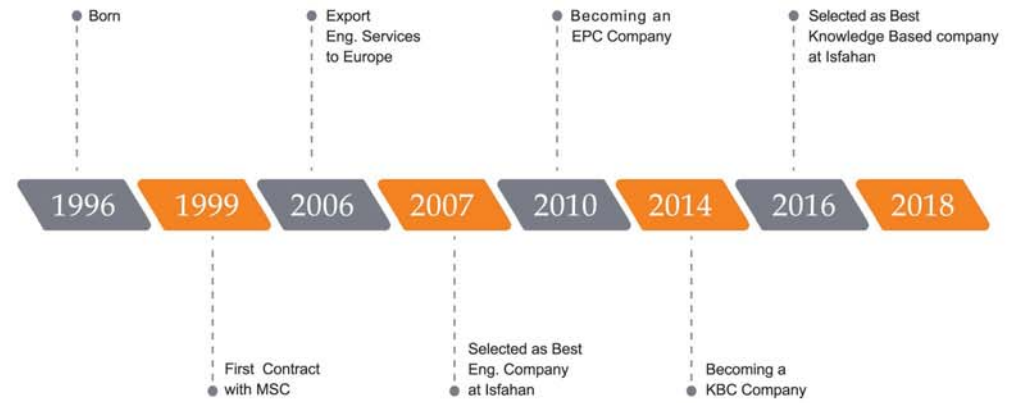 Born
Export
Eng. Services
to Europe
Becoming an
EPC Company
Selected as Best
Knowledge Based company
at Isfahan
1996
1999
2006
2007
2010
2014
2016
2018
First Contract
with MSC
Selected as Best
Eng. Company
at Isfahan
Becoming a
KBC Company